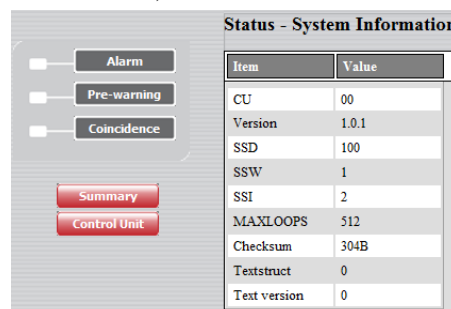 Status - System Information
Alarm
Pre-warning
Coincidence
Summary
Control Unit
Item Value
CU 00
Version 1.0.1
SSD 100
SSW 1
SSI 2
MAXLOOPS 512
Checksum 304B
Textstruct 0
Text version 0